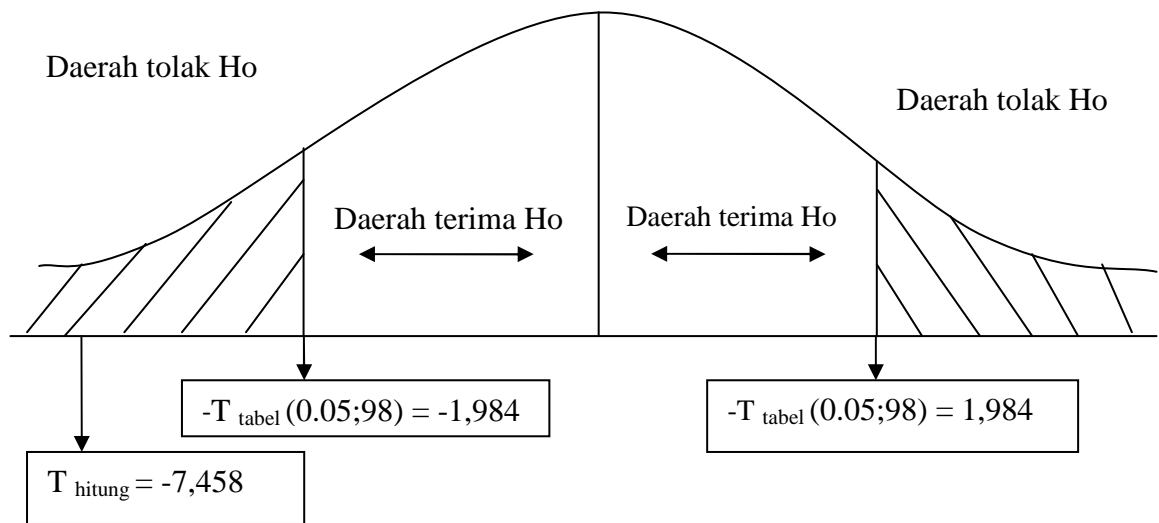 Daerah tolak Ho
Daerah tolak Ho
Daerah terima Ho
Daerah terima Ho
-T tabel (0.05;98) = -1,984
-T tabel (0.05;98) = 1,984
T hitung = -7,458